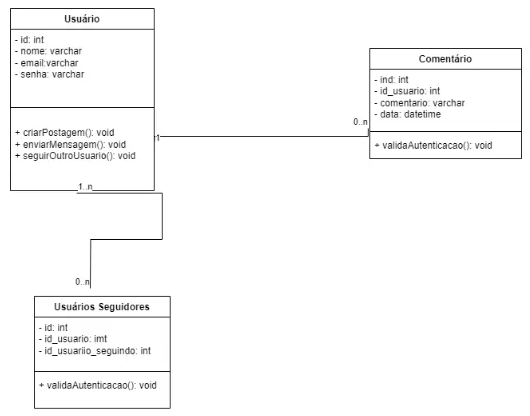 Usuário
- id: int
- nome: varchar
- email:varchar
- senha: varchar
+ criarPostagem(): void
+ enviarMensagem(): void
+ seguirOutroUsuario(): void
1
0..n
Comentário
- ind: int
- id_usuario: int
- comentario: varchar
- data: datetime
+ validaAutenticacao(): void
1..n
0..n
Usuários Seguidores
- id: int
- id_usuario: imt
- id_usuariio_seguindo: int
+ validaAutenticacao(): void